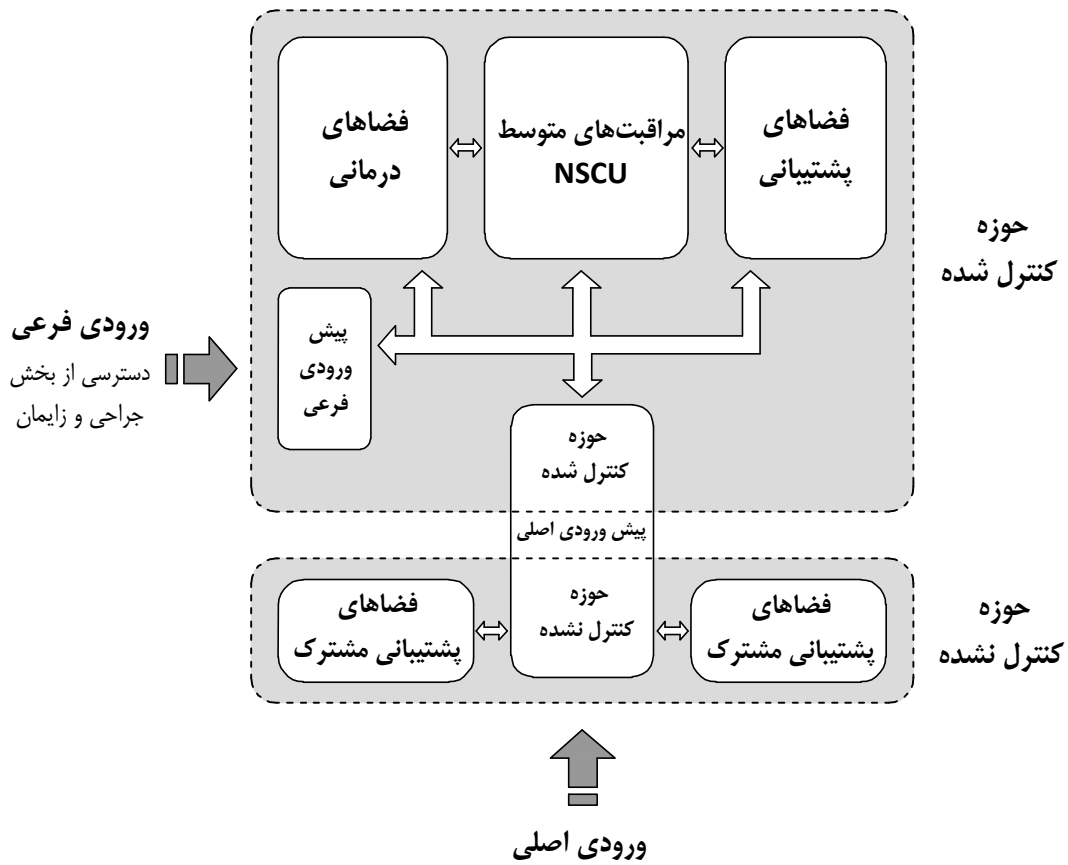 فضاهای
پشتیبانی
مراقبت‌های متوسط
NSCU
فضاهای
درمانی
حوزه
کنترل شده
پیش
ورودی
فرعی
ورودی فرعی
دسترسی از بخش
جراحی و زایمان
حوزه
کنترل شده
پیش ورودی اصلی
حوزه
کنترل نشده
فضاهای
پشتیبانی مشترک
فضاهای
پشتیبانی مشترک
حوزه
کنترل نشده
ورودی اصلی